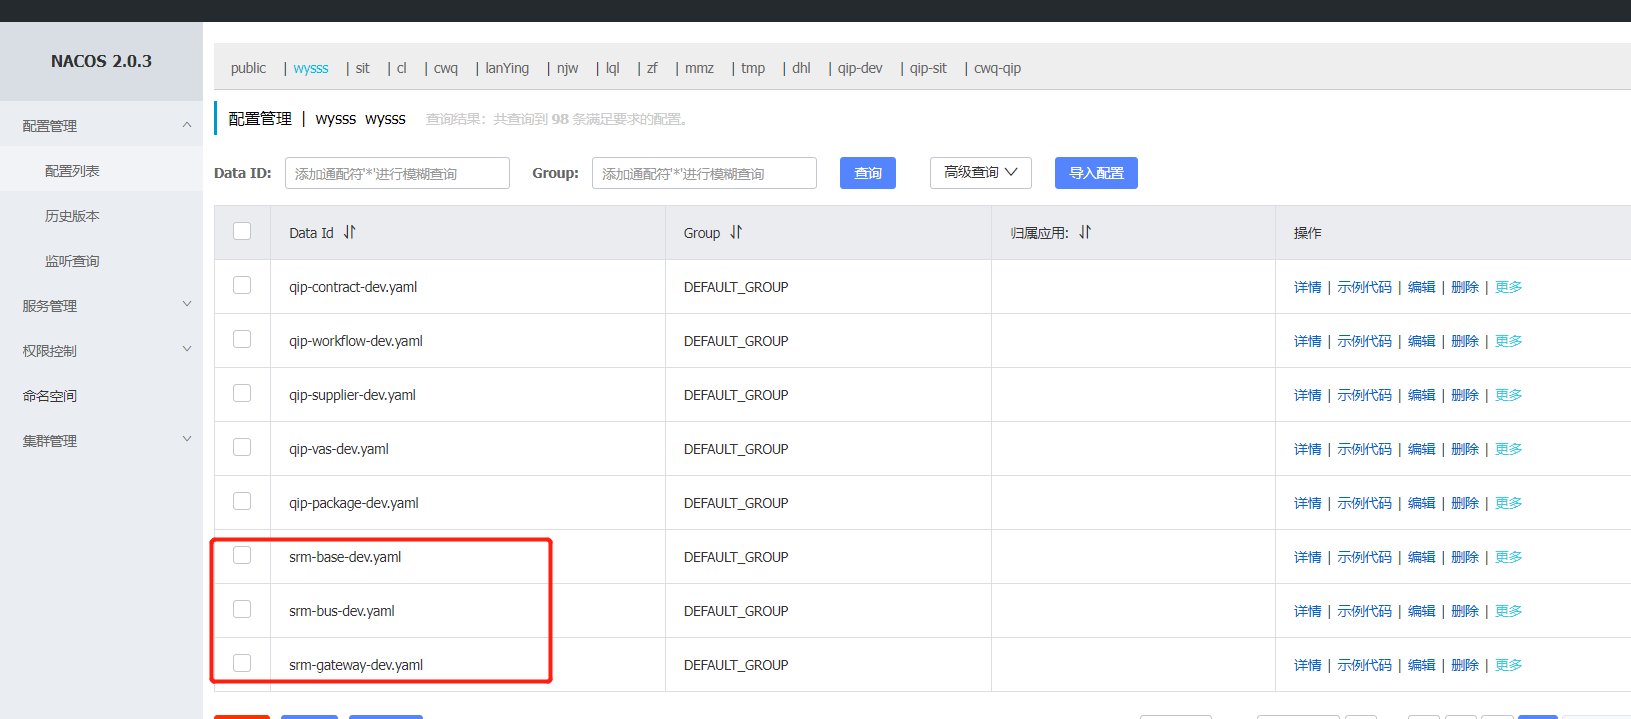 NACOS 2.0.3
配置管理
配置列表
历史版本
监听查询
服务管理
权限控制
命名空间
集群管理
public | wysss | sit | cl | cwq | lanYing | njw | lql | zf | mmz | tmp | dhl | qip-dev | qip-sit | cwq-qip
配置管理 | wysss wysss 查询结果：共查询到 98 条满足要求的配置。
Data ID: 添加通配符'*'进行模糊查询 Group: 添加通配符'*'进行模糊查询 查询 高级查询 导入配置
Data Id Group 归属应用: 操作
qip-contract-dev.yaml DEFAULT_GROUP 详情 | 示例代码 | 编辑 | 删除 | 更多
qip-workflow-dev.yaml DEFAULT_GROUP 详情 | 示例代码 | 编辑 | 删除 | 更多
qip-supplier-dev.yaml DEFAULT_GROUP 详情 | 示例代码 | 编辑 | 删除 | 更多
qip-vas-dev.yaml DEFAULT_GROUP 详情 | 示例代码 | 编辑 | 删除 | 更多
qip-package-dev.yaml DEFAULT_GROUP 详情 | 示例代码 | 编辑 | 删除 | 更多
srm-base-dev.yaml DEFAULT_GROUP 详情 | 示例代码 | 编辑 | 删除 | 更多
srm-bus-dev.yaml DEFAULT_GROUP 详情 | 示例代码 | 编辑 | 删除 | 更多
srm-gateway-dev.yaml DEFAULT_GROUP 详情 | 示例代码 | 编辑 | 删除 | 更多